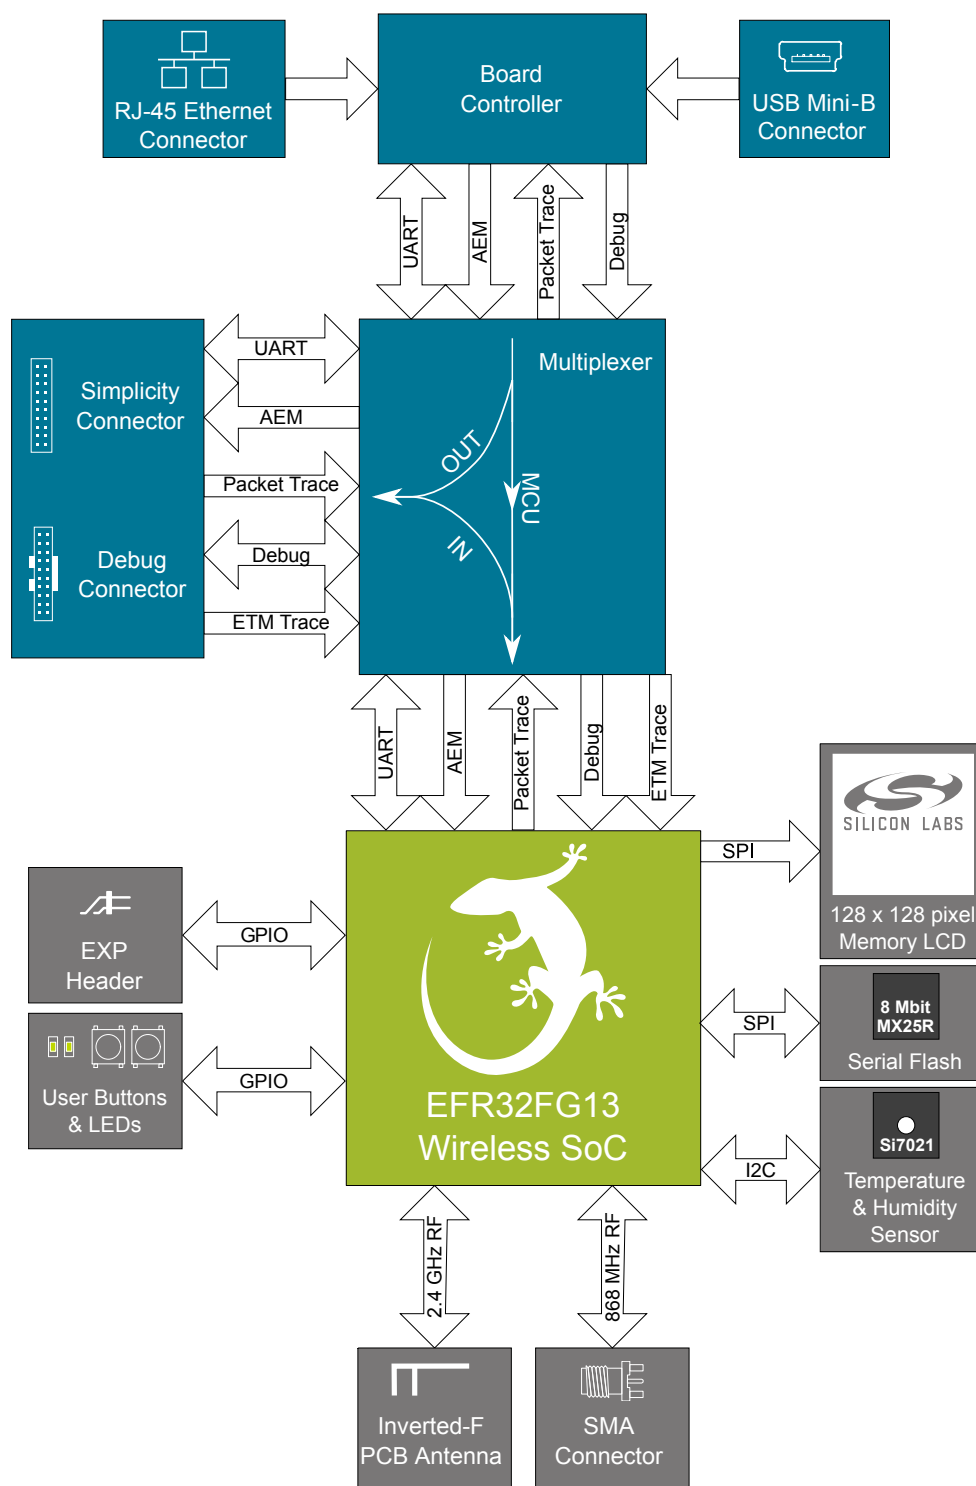 RJ-45 Ethernet
Connector
Board
Controller
USB Mini-B
Connector
UART
AEM
Packet Trace
Debug
Simplicity
Connector
Debug
Connector
UART
AEM
Packet Trace
Debug
ETM Trace
Multiplexer
OUT
MCU
IN
UART
AEM
Packet Trace
Debug
ETM Trace
SILICON LABS
128 x 128 pixel
Memory LCD
SPI
EXP
Header
GPIO
8 Mbit
MX25R
Serial Flash
SPI
User Buttons
& LEDs
GPIO
EFR32FG13
Wireless SoC
Si7021
Temperature
& Humidity
Sensor
I2C
2.4 GHz RF
868 MHz RF
Inverted-F
PCB Antenna
SMA
Connector